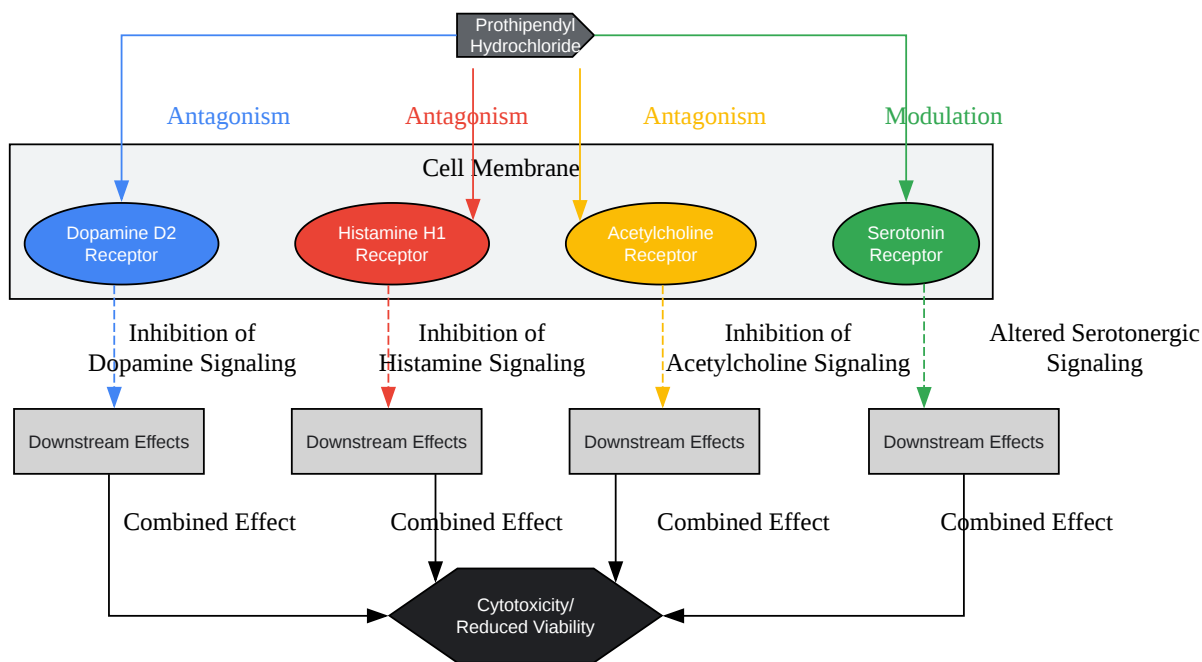 Prothipendyl
Hydrochloride
Antagonism
Antagonism
Antagonism
Modulation
Cell Membrane
Dopamine D2
Receptor
Histamine H1
Receptor
Acetylcholine
Receptor
Serotonin
Receptor
Inhibition of
Dopamine Signaling
Inhibition of
Histamine Signaling
Inhibition of
Acetylcholine Signaling
Altered Serotonergic
Signaling
Downstream Effects
Downstream Effects
Downstream Effects
Downstream Effects
Combined Effect
Combined Effect
Combined Effect
Combined Effect
Cytotoxicity/
Reduced Viability